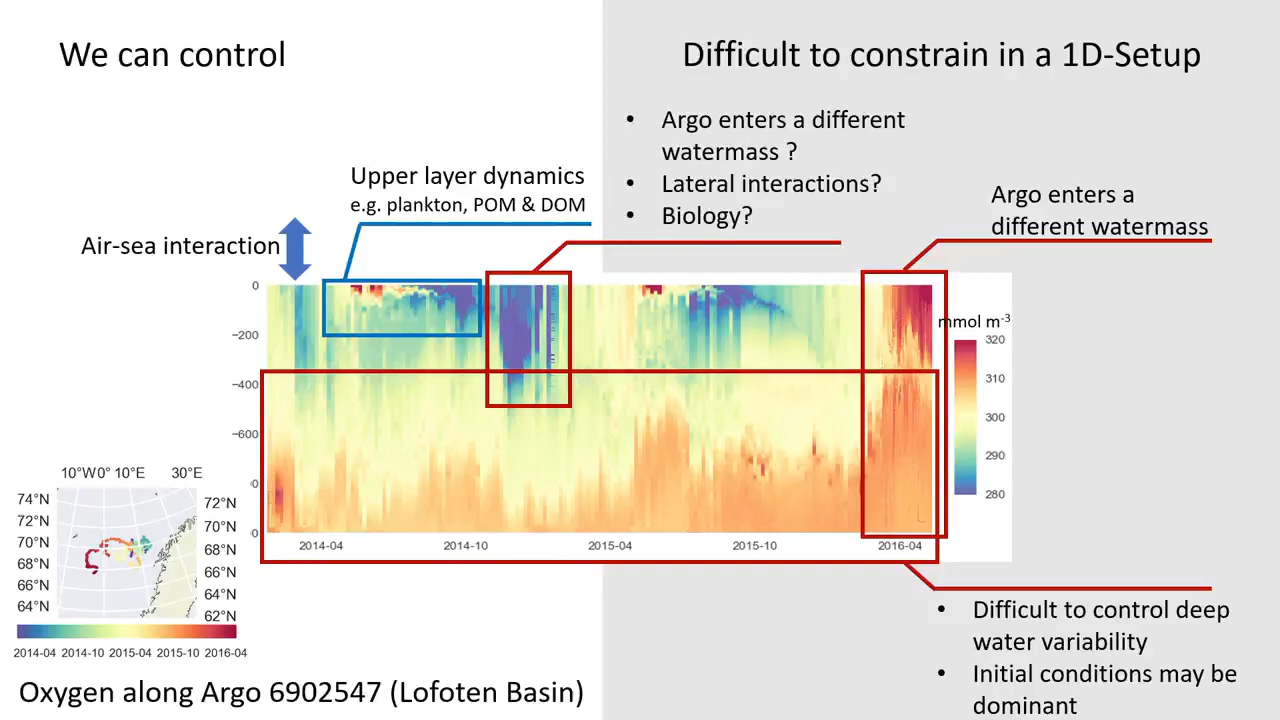 We can control
Difficult to constrain in a 1D-Setup
• Argo enters a different
watermass ?
• Lateral interactions?
• Biology?
Argo enters a
different watermass
Upper layer dynamics
e.g. plankton, POM & DOM
Air-sea interaction
0
−200
−400
−600
0
0
2014-04 2014-10 2015-04 2015-10 2016-04
mmol m-3
320
310
300
290
280
10°W0° 10°E 30°E
74°N
72°N
70°N
68°N
66°N
64°N
72°N
70°N
68°N
66°N
64°N
62°N
2014-04 2014-10 2015-04 2015-10 2016-04
• Difficult to control deep
water variability
• Initial conditions may be
dominant
Oxygen along Argo 6902547 (Lofoten Basin)